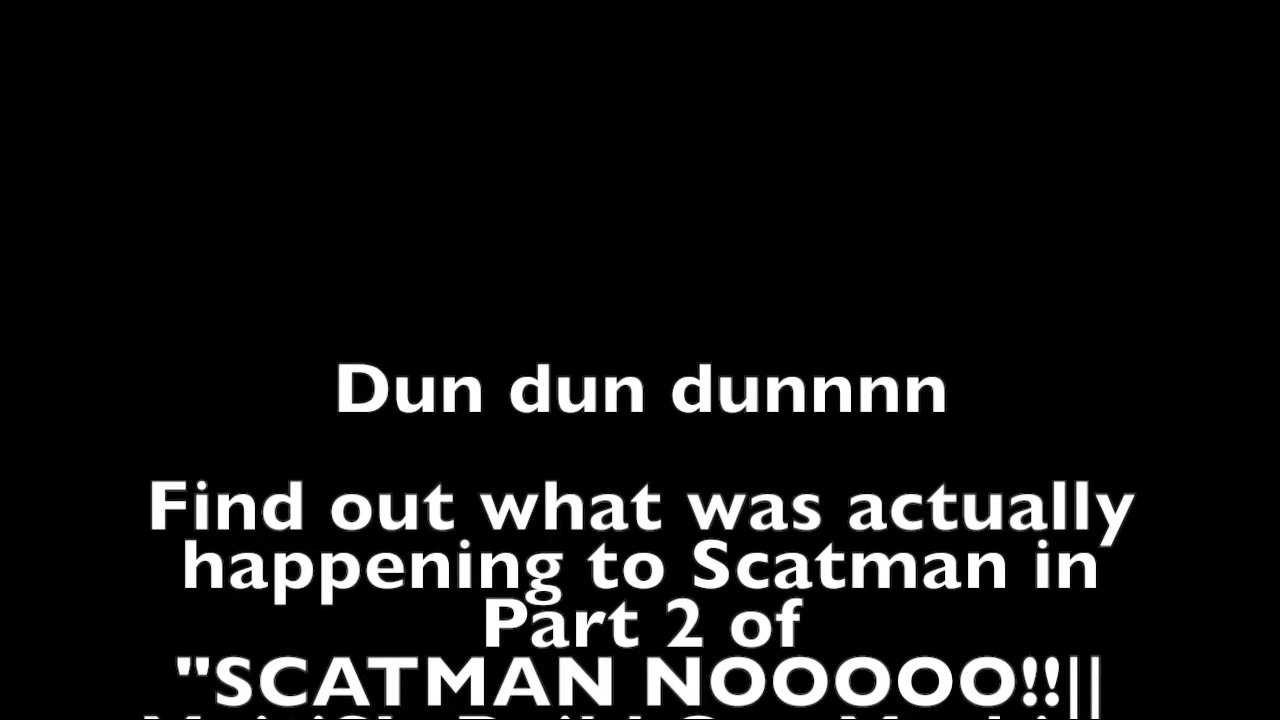 Dun dun dunnnn
Find out what was actually
happening to Scatman in
Part 2 of
"SCATMAN NOOOOO!!||